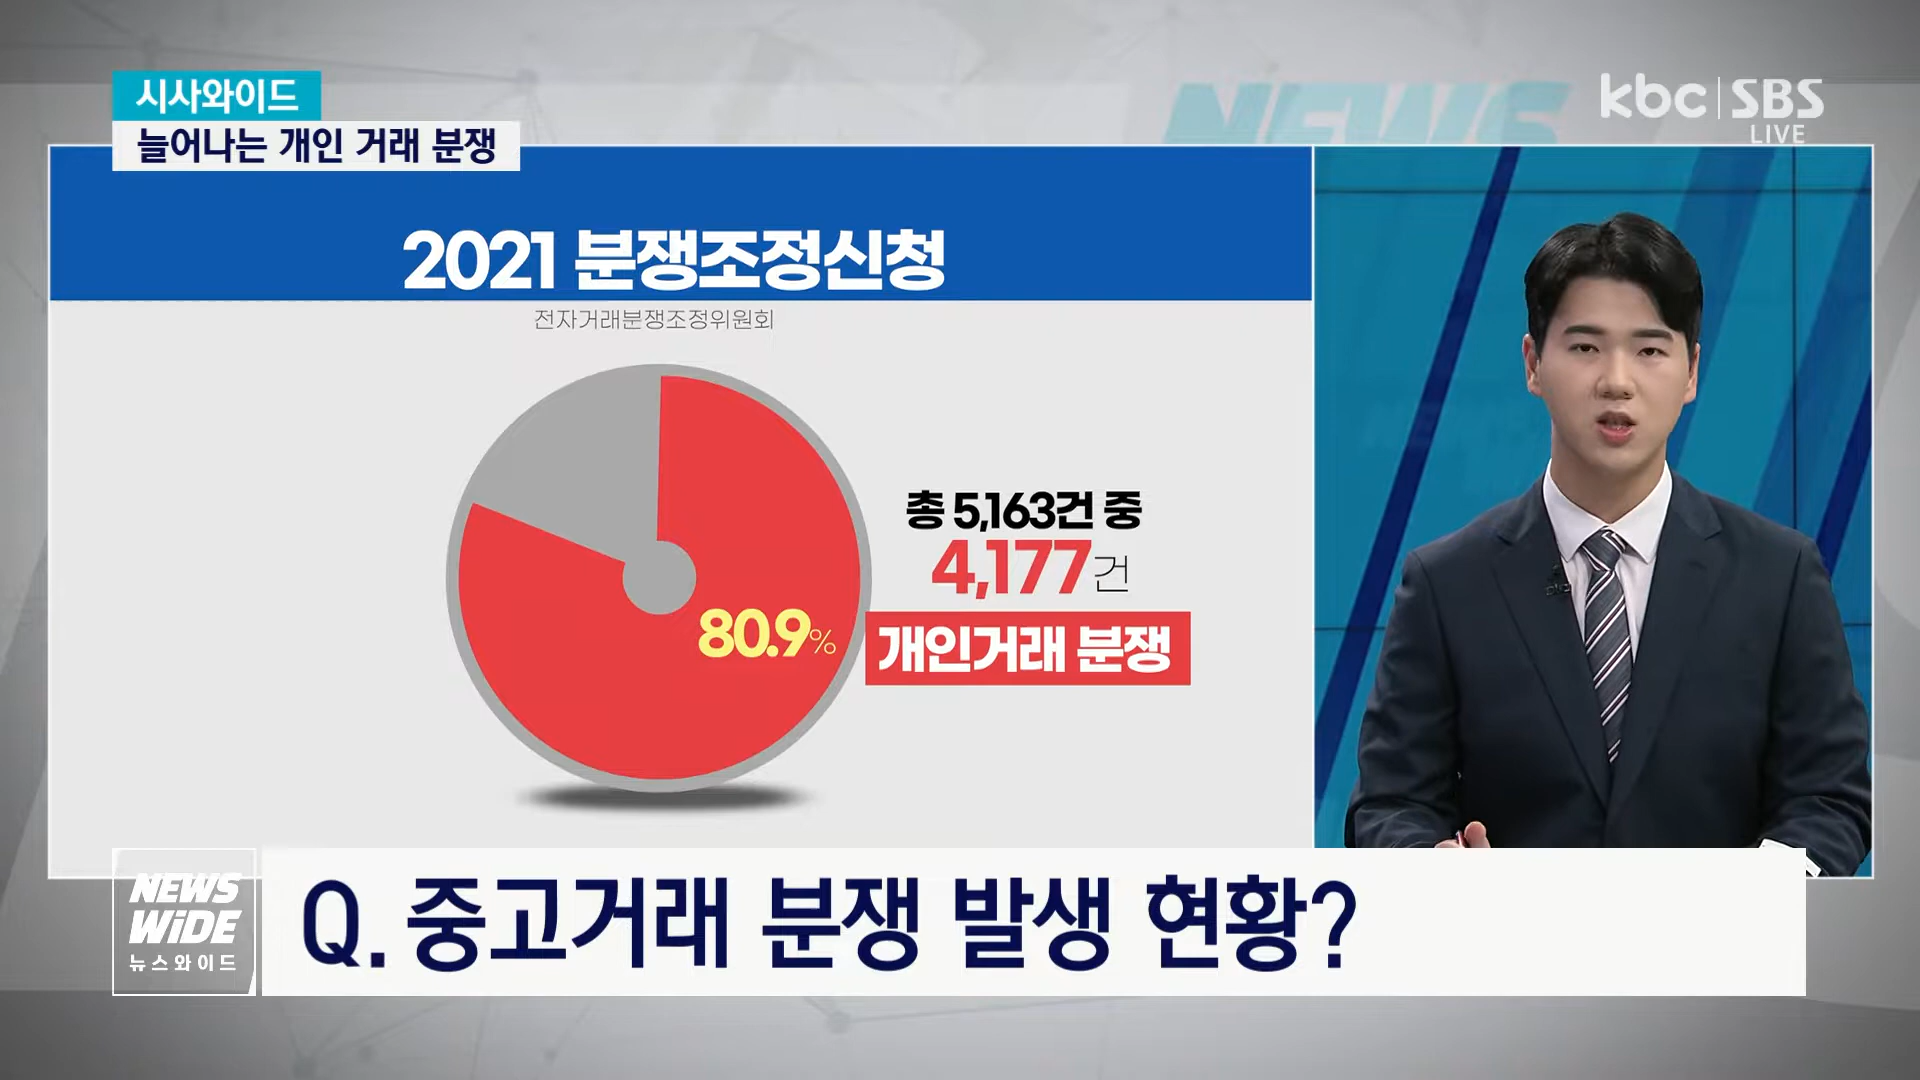 시사와이드
늘어나는 개인 거래 분쟁
NEWS
kbc SBS
LIVE
2021 분쟁조정신청
전자거래분쟁조정위원회
총 5,163건 중
4,177건
80.9%
개인거래 분쟁
NEWS
WiDE
뉴스와이드
Q. 중고거래 분쟁 발생 현황?